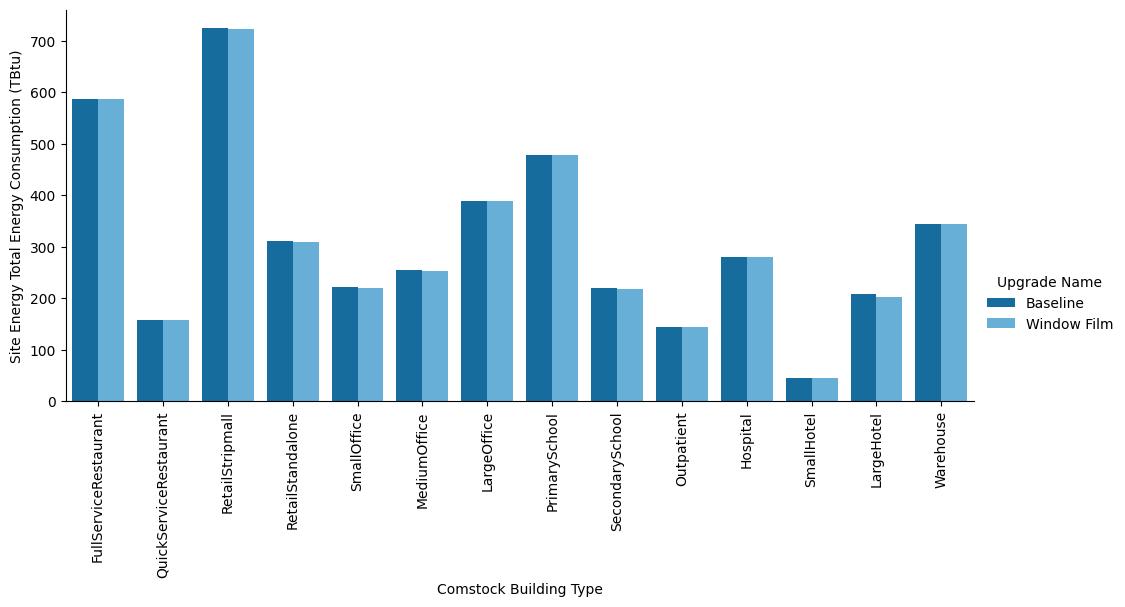 Site Energy Total Energy Consumption (TBtu)
700
600
500
400
300
200
100
0
FullServiceRestaurant
QuickServiceRestaurant
RetailStripmall
RetailStandalone
SmallOffice
MediumOffice
LargeOffice
PrimarySchool
SecondarySchool
Outpatient
Hospital
SmallHotel
LargeHotel
Warehouse
Comstock Building Type
Upgrade Name
Baseline
Window Film